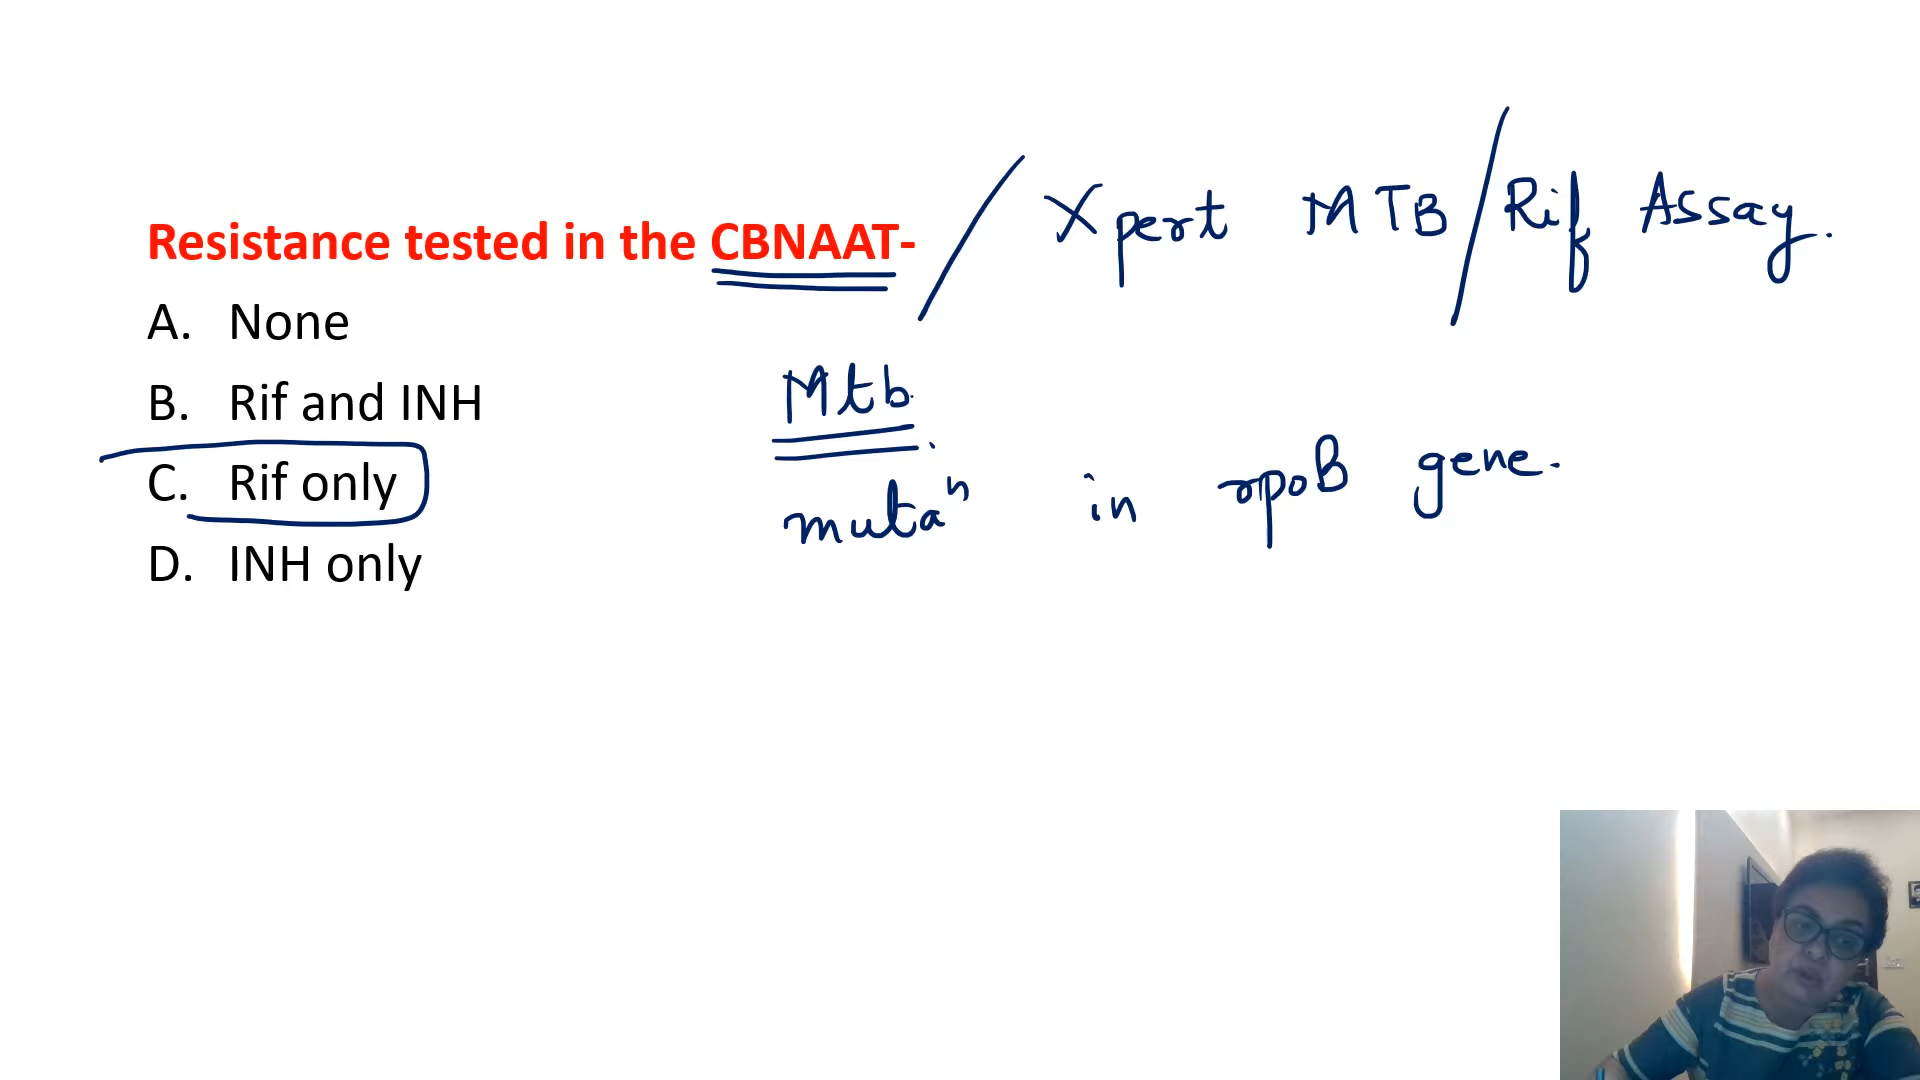 Resistance tested in the CBNAAT- / Xpert MTB/Rif Assay.
A. None
B. Rif and INH
C. Rif only
D. INH only
Mtb.
mutaⁿ in rpoB gene.